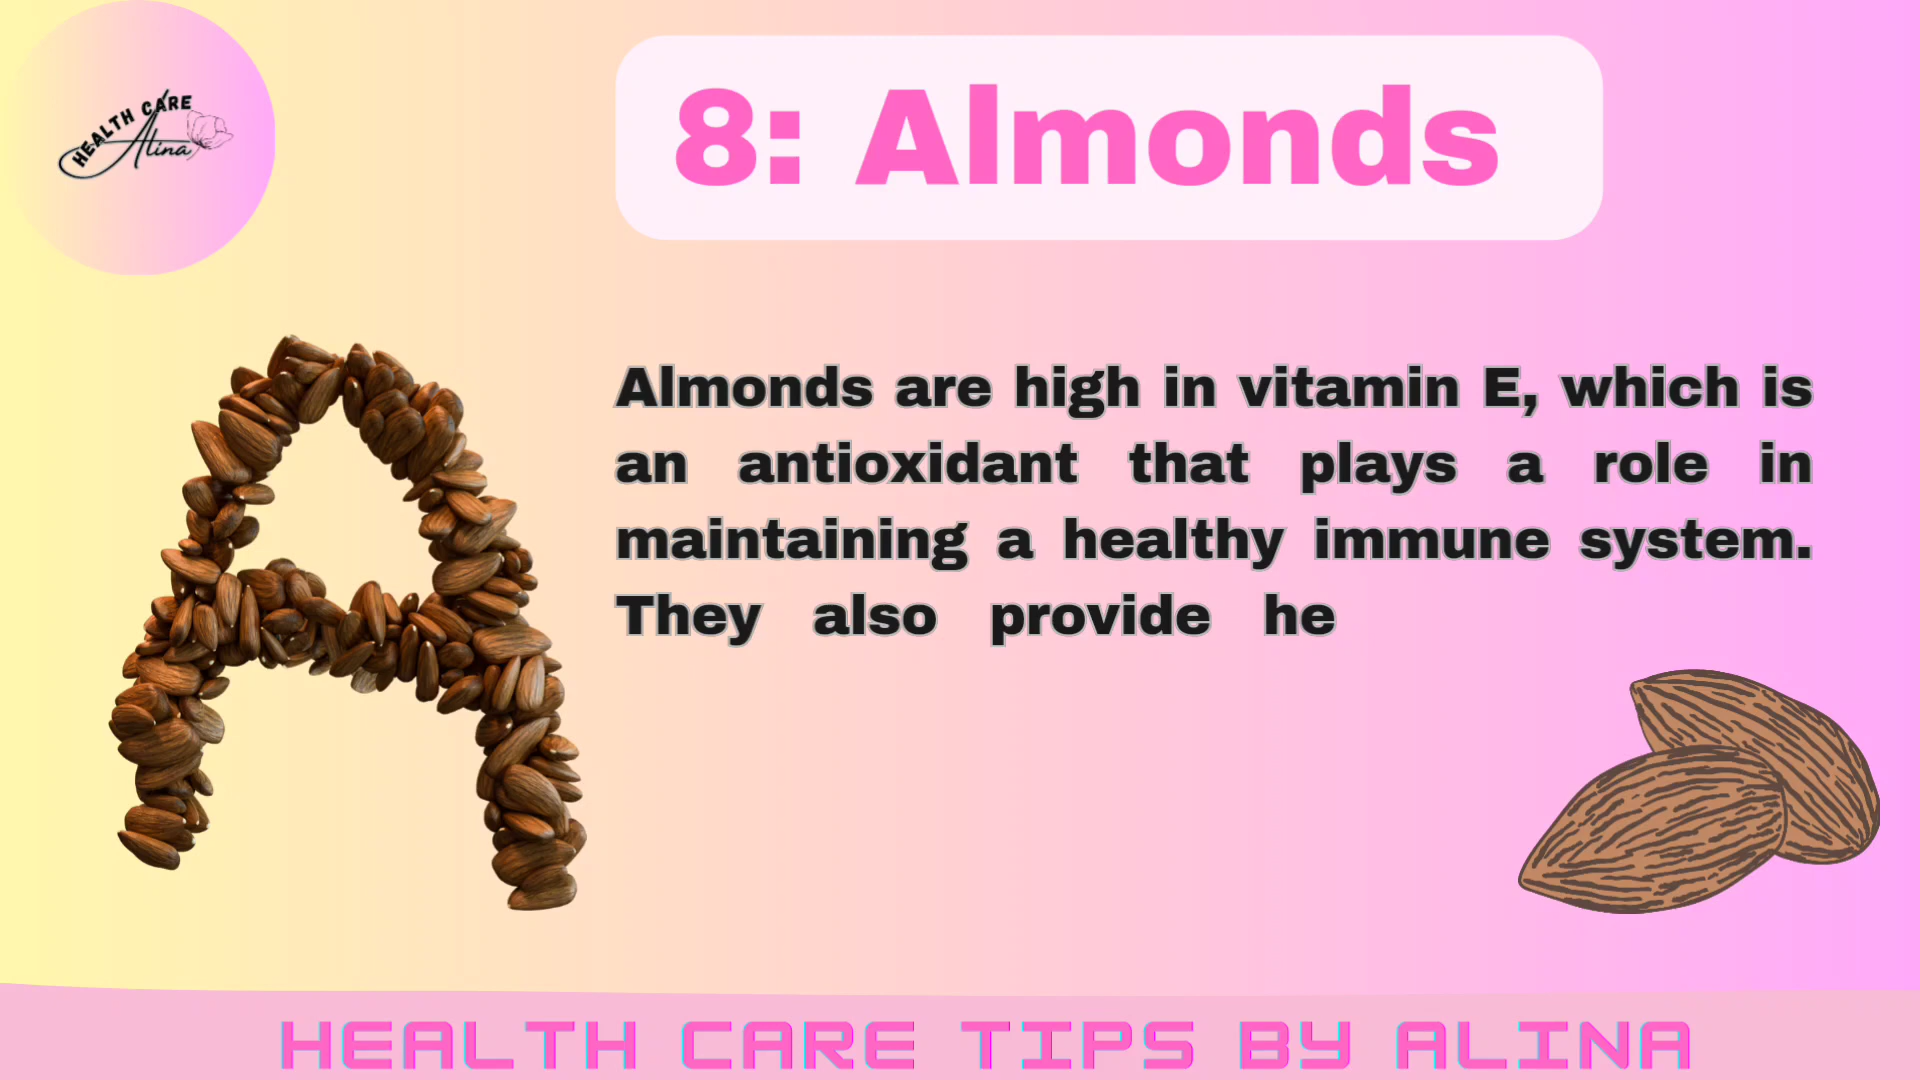 HEALTH CARE
Alina
8: Almonds
Almonds are high in vitamin E, which is
an antioxidant that plays a role in
maintaining a healthy immune system.
They also provide he
HEALTH CARE TIPS BY ALINA